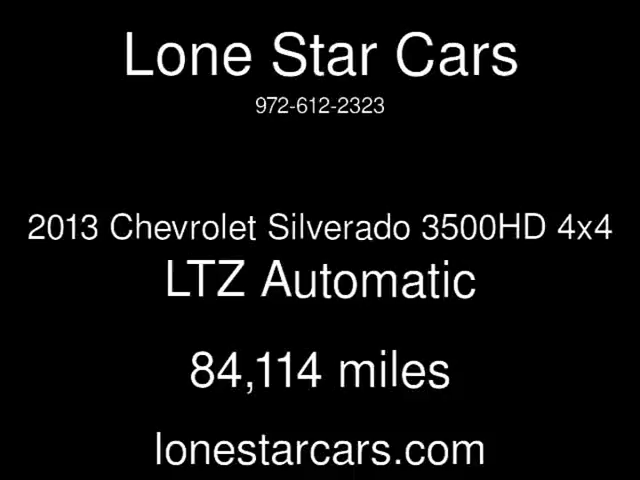 Lone Star Cars
972-612-2323
2013 Chevrolet Silverado 3500HD 4x4
LTZ Automatic
84,114 miles
lonestarcars.com